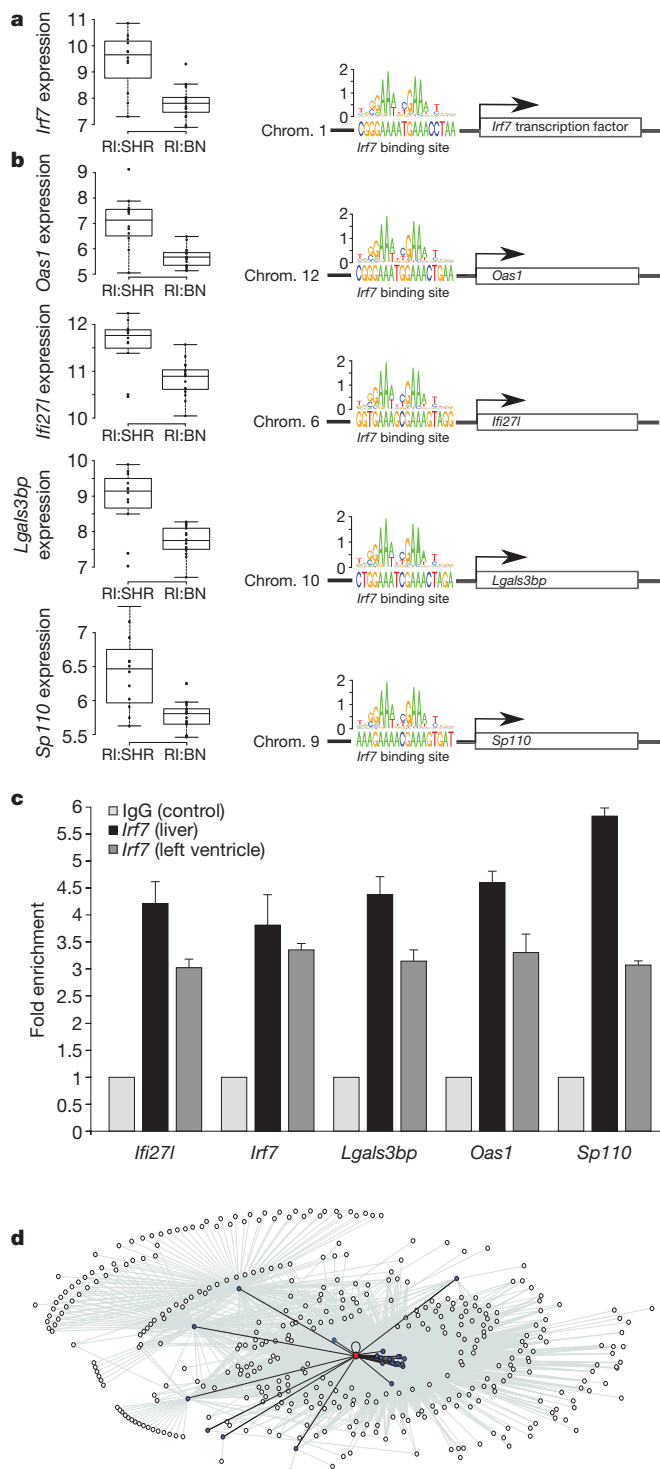 a
Irf7 expression
11
10
9
8
7
RI:SHR RI:BN
Chrom. 1
2
1
0
CGGGAAAATGAAACCTAA
Irf7 binding site
Irf7 transcription factor
b
Oas1 expression
9
8
7
6
5
RI:SHR RI:BN
Chrom. 12
2
1
0
CGGGAAATGGAAACTGAA
Irf7 binding site
Oas1
Ifi27l expression
12
11
10
RI:SHR RI:BN
Chrom. 6
2
1
0
GGTGAAAGCGAAAGTAGG
Irf7 binding site
Ifi27l
Lgals3bp
expression
10
9
8
7
RI:SHR RI:BN
Chrom. 10
2
1
0
CTGGAAATCGAAACTAGA
Irf7 binding site
Lgals3bp
Sp110 expression
7
6.5
6
5.5
RI:SHR RI:BN
Chrom. 9
2
1
0
AAAGAAAACGAAAGTGAT
Irf7 binding site
Sp110
c
Fold enrichment
6
5.5
5
4.5
4
3.5
3
2.5
2
1.5
1
0.5
0
IgG (control)
Irf7 (liver)
Irf7 (left ventricle)
Ifi27l Irf7 Lgals3bp Oas1 Sp110
d